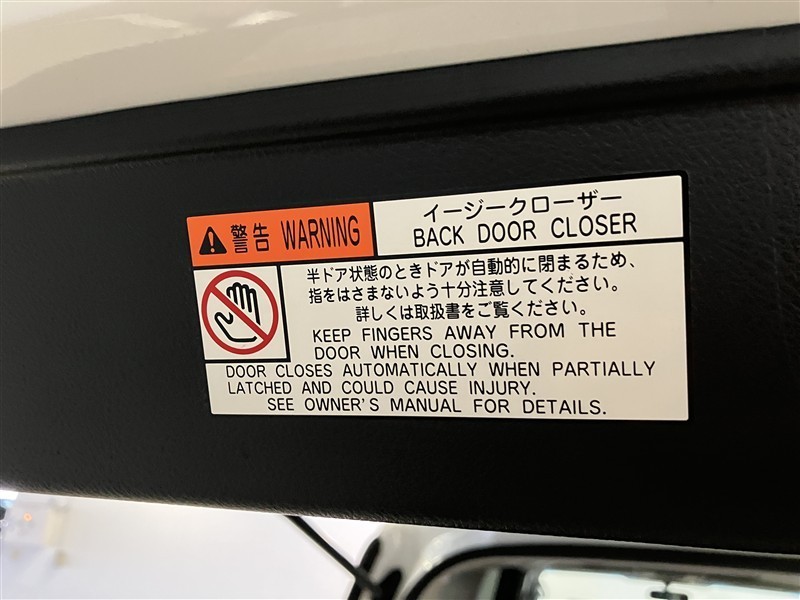 警告 WARNING
イージークローザー
BACK DOOR CLOSER
半ドア状態のときドアが自動的に閉まるため、
指をはさまないよう十分注意してください。
詳しくは取扱書をご覧ください。
KEEP FINGERS AWAY FROM THE
DOOR WHEN CLOSING.
DOOR CLOSES AUTOMATICALLY WHEN PARTIALLY
LATCHED AND COULD CAUSE INJURY.
SEE OWNER'S MANUAL FOR DETAILS.